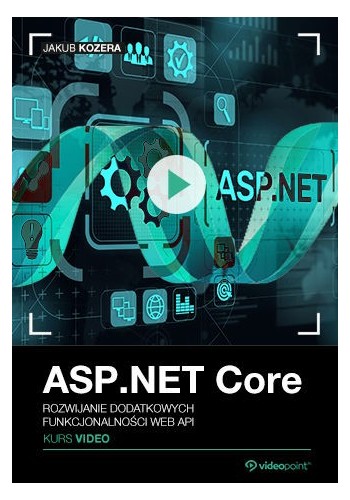 JAKUB KOZERA
ASP.NET
ASP.NET Core
ROZWIJANIE DODATKOWYCH
FUNKCJONALNOŚCI WEB API
KURS VIDEO
videopoint